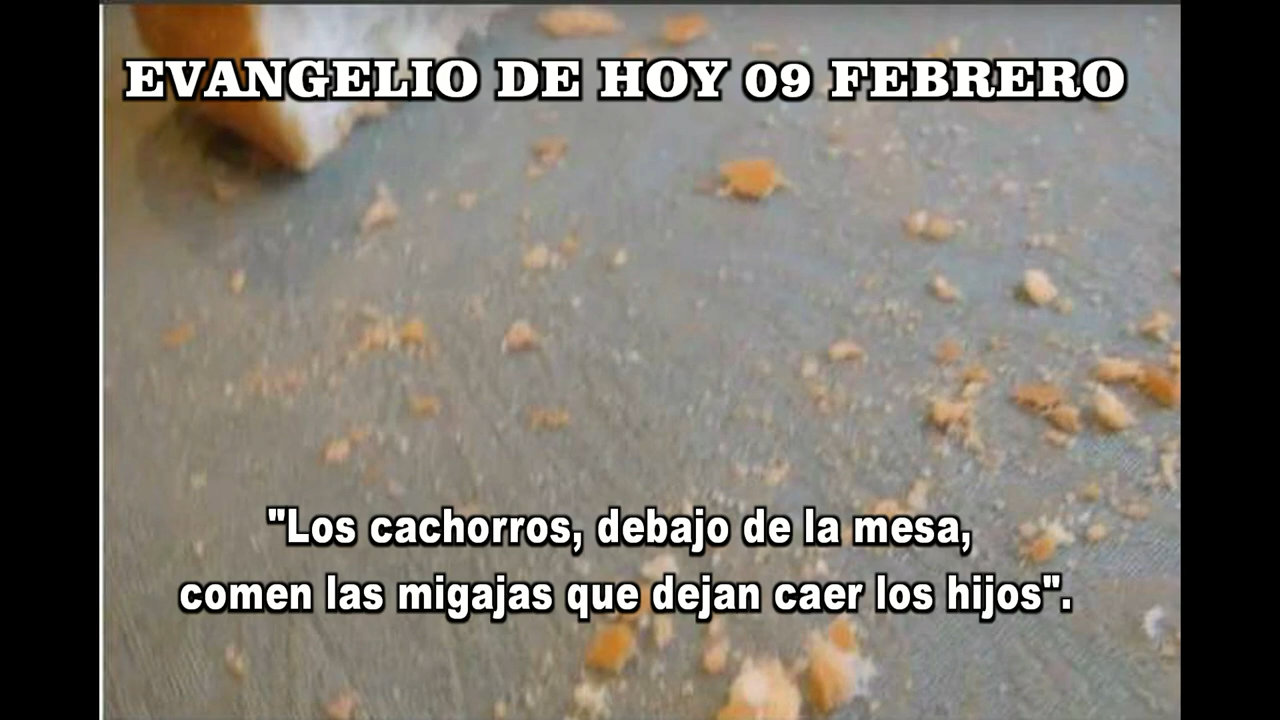 EVANGELIO DE HOY 09 FEBRERO
"Los cachorros, debajo de la mesa,
comen las migajas que dejan caer los hijos".